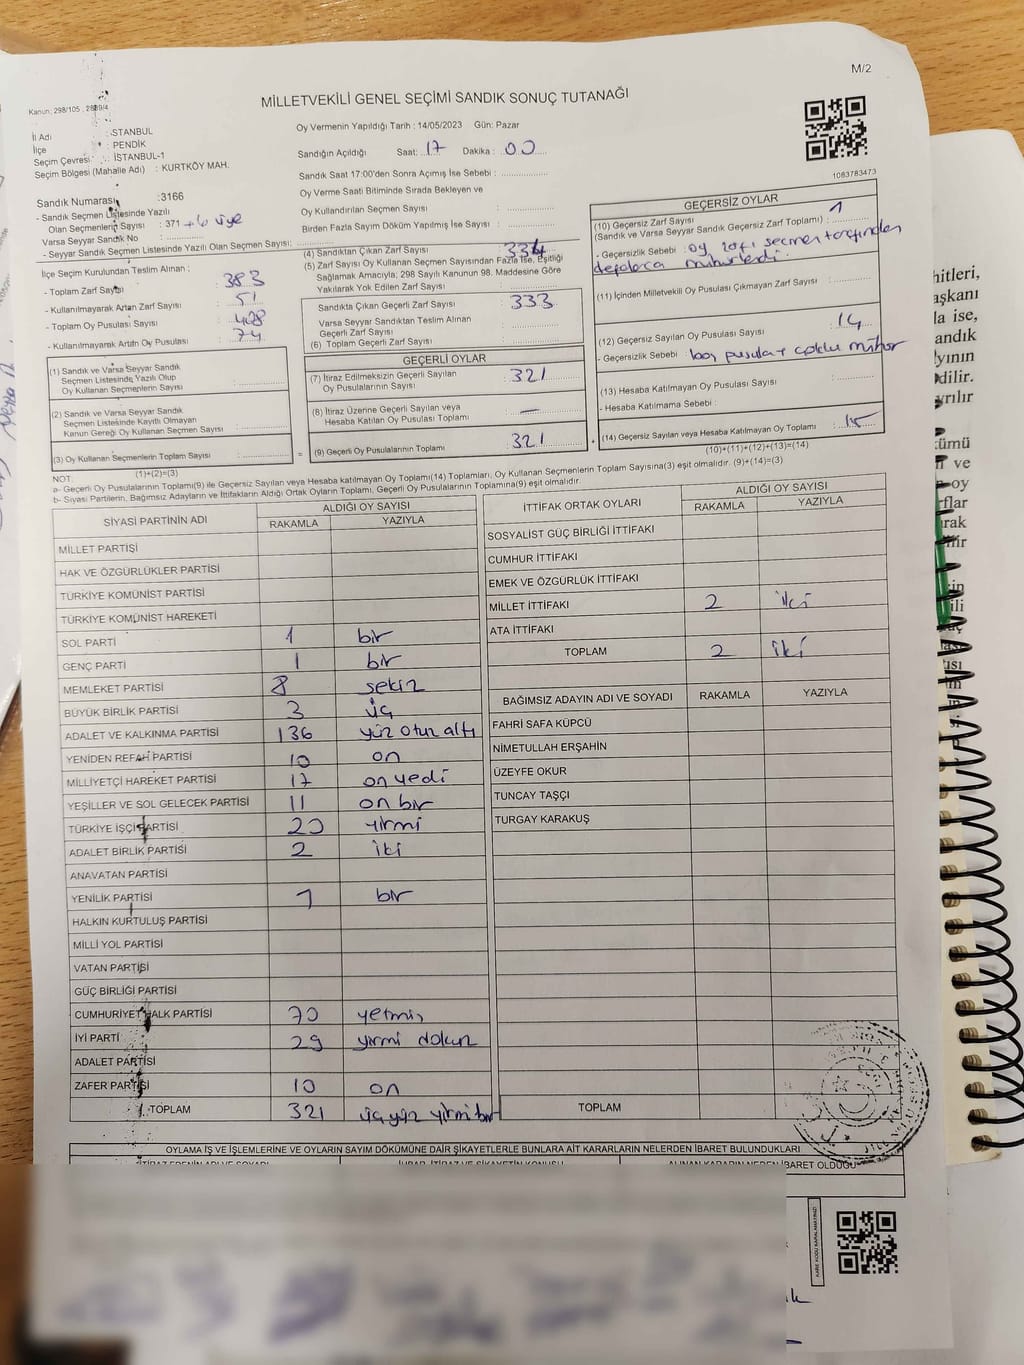 M/2
Kanun: 298/105 , 2839/4
MİLLETVEKİLİ GENEL SEÇİMİ SANDIK SONUÇ TUTANAĞI
İl Adı : İSTANBUL
İlçe : PENDİK
Seçim Çevresi : İSTANBUL-1
Seçim Bölgesi (Mahalle Adı) : KURTKÖY MAH.
Sandık Numarası :3166
- Sandık Seçmen Listesinde Yazılı
Olan Seçmenlerin Sayısı : 371 +6 üye
Varsa Seyyar Sandık No
- Seyyar Sandık Seçmen Listesinde Yazılı Olan Seçmen Sayısı:
Oy Vermenin Yapıldığı Tarih : 14/05/2023 Gün: Pazar
Sandığın Açıldığı Saat: 17 Dakika : 00
Sandık Saat 17:00'den Sonra Açılmış İse Sebebi :
Oy Verme Saati Bitiminde Sırada Bekleyen ve
Oy Kullandırılan Seçmen Sayısı :
Birden Fazla Sayım Döküm Yapılmış İse Sayısı :
1083783473
İlçe Seçim Kurulundan Teslim Alınan ;
- Toplam Zarf Sayısı : 383
- Kullanılmayarak Artan Zarf Sayısı : 51
- Toplam Oy Pusulası Sayısı : 408
- Kullanılmayarak Artan Oy Pusulası : 74
(1) Sandık ve Varsa Seyyar Sandık
Seçmen Listesinde Yazılı Olup
Oy Kullanan Seçmenlerin Sayısı :
(2) Sandık ve Varsa Seyyar Sandık
Seçmen Listesinde Kayıtlı Olmayan
Kanun Gereği Oy Kullanan Seçmen Sayısı :
(3) Oy Kullanan Seçmenlerin Toplam Sayısı :
(1)+(2)=(3)
(4) Sandıktan Çıkan Zarf Sayısı : 334
(5) Zarf Sayısı Oy Kullanan Seçmen Sayısından Fazla İse, Eşitliği
Sağlamak Amacıyla; 298 Sayılı Kanunun 98. Maddesine Göre
Yakılarak Yok Edilen Zarf Sayısı :
Sandıkta Çıkan Geçerli Zarf Sayısı : 333
Varsa Seyyar Sandıktan Teslim Alınan
Geçerli Zarf Sayısı :
(6) Toplam Geçerli Zarf Sayısı :
GEÇERLİ OYLAR
(7) İtiraz Edilmeksizin Geçerli Sayılan
Oy Pusulalarının Sayısı : 321
(8) İtiraz Üzerine Geçerli Sayılan veya
Hesaba Katılan Oy Pusulası Toplamı : —
(9) Geçerli Oy Pusulalarının Toplamı : 321
GEÇERSİZ OYLAR
(10) Geçersiz Zarf Sayısı 1
(Sandık ve Varsa Seyyar Sandık Geçersiz Zarf Toplamı) :
- Geçersizlik Sebebi : oy zarfı seçmen tarafından
defalarca mühürlendi.
(11) İçinden Milletvekili Oy Pusulası Çıkmayan Zarf Sayısı :
(12) Geçersiz Sayılan Oy Pusulası Sayısı : 14
- Geçersizlik Sebebi pusula çoklu mühür
(13) Hesaba Katılmayan Oy Pusulası Sayısı :
- Hesaba Katılmama Sebebi :
(14) Geçersiz Sayılan veya Hesaba Katılmayan Oy Toplamı : 15
(10)+(11)+(12)+(13)=(14)
NOT:
a- Geçerli Oy Pusulalarının Toplamı(9) ile Geçersiz Sayılan veya Hesaba katılmayan Oy Toplamı(14) Toplamları, Oy Kullanan Seçmenlerin Toplam Sayısına(3) eşit olmalıdır. (9)+(14)=(3)
b- Siyasi Partilerin, Bağımsız Adayların ve İttifakların Aldığı Ortak Oyların Toplamı, Geçerli Oy Pusulalarının Toplamına(9) eşit olmalıdır.
SİYASİ PARTİNİN ADI ALDIĞI OY SAYISI
RAKAMLA YAZIYLA
MİLLET PARTİSİ
HAK VE ÖZGÜRLÜKLER PARTİSİ
TÜRKİYE KOMÜNİST PARTİSİ
TÜRKİYE KOMÜNİST HAREKETİ
SOL PARTİ 1 bir
GENÇ PARTİ 1 bir
MEMLEKET PARTİSİ 8 sekiz
BÜYÜK BİRLİK PARTİSİ 3 üç
ADALET VE KALKINMA PARTİSİ 136 yüz otuz altı
YENİDEN REFAH PARTİSİ 10 on
MİLLİYETÇİ HAREKET PARTİSİ 17 on yedi
YEŞİLLER VE SOL GELECEK PARTİSİ 11 on bir
TÜRKİYE İŞÇİ PARTİSİ 20 yirmi
ADALET BİRLİK PARTİSİ 2 iki
ANAVATAN PARTİSİ
YENİLİK PARTİSİ 1 bir
HALKIN KURTULUŞ PARTİSİ
MİLLİ YOL PARTİSİ
VATAN PARTİSİ
GÜÇ BİRLİĞİ PARTİSİ
CUMHURİYET HALK PARTİSİ 70 yetmiş
İYİ PARTİ 29 yirmi dokuz
ADALET PARTİSİ
ZAFER PARTİSİ 10 on
TOPLAM 321 üçyüz yirmi bir
İTTİFAK ORTAK OYLARI ALDIĞI OY SAYISI
RAKAMLA YAZIYLA
SOSYALİST GÜÇ BİRLİĞİ İTTİFAKI
CUMHUR İTTİFAKI
EMEK VE ÖZGÜRLÜK İTTİFAKI
MİLLET İTTİFAKI 2 iki
ATA İTTİFAKI
TOPLAM 2 iki
BAĞIMSIZ ADAYIN ADI VE SOYADI RAKAMLA YAZIYLA
FAHRİ SAFA KÜPCÜ
NİMETULLAH ERŞAHİN
ÜZEYFE OKUR
TUNCAY TAŞÇI
TURGAY KARAKUŞ
TOPLAM
OYLAMA İŞ VE İŞLEMLERİNE VE OYLARIN SAYIM DÖKÜMÜNE DAİR ŞİKAYETLERLE BUNLARA AİT KARARLARIN NELERDEN İBARET BULUNDUKLARI